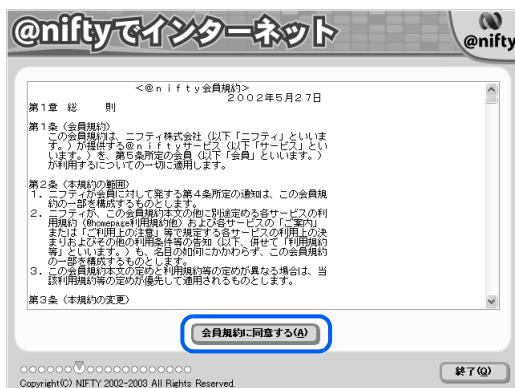 @niftyでインターネット
@nifty
<@nifty会員規約>
2002年5月27日
第1章 総　　則
第1条（会員規約）
この会員規約は、ニフティ株式会社（以下「ニフティ」といいま
す。）が提供する@niftyサービス（以下「サービス」とい
います。）を、第5条所定の会員（以下「会員」といいます。）
が利用するについての一切に適用します。
第2条（本規約の範囲）
1. ニフティが会員に対して発する第4条所定の通知は、この会員規
約の一部を構成するものとします。
2. ニフティが、この会員規約本文の他に別途定める各サービスの利
用規約（@homepage利用規約他）および各サービスの「ご案内」
または「ご利用上の注意」等で規定する各サービスの利用上の決
まりおよびその他の利用条件等の告知（以下、併せて「利用規約
等」といいます。）も、名目の如何にかかわらず、この会員規約
の一部を構成するものとします。
3. この会員規約本文の定めと利用規約等の定めが異なる場合は、当
該利用規約等の定めが優先して適用されるものとします。
第3条（本規約の変更）
会員規約に同意する(A)
終了(Q)
Copyright(C) NIFTY 2002-2003 All Rights Reserved.